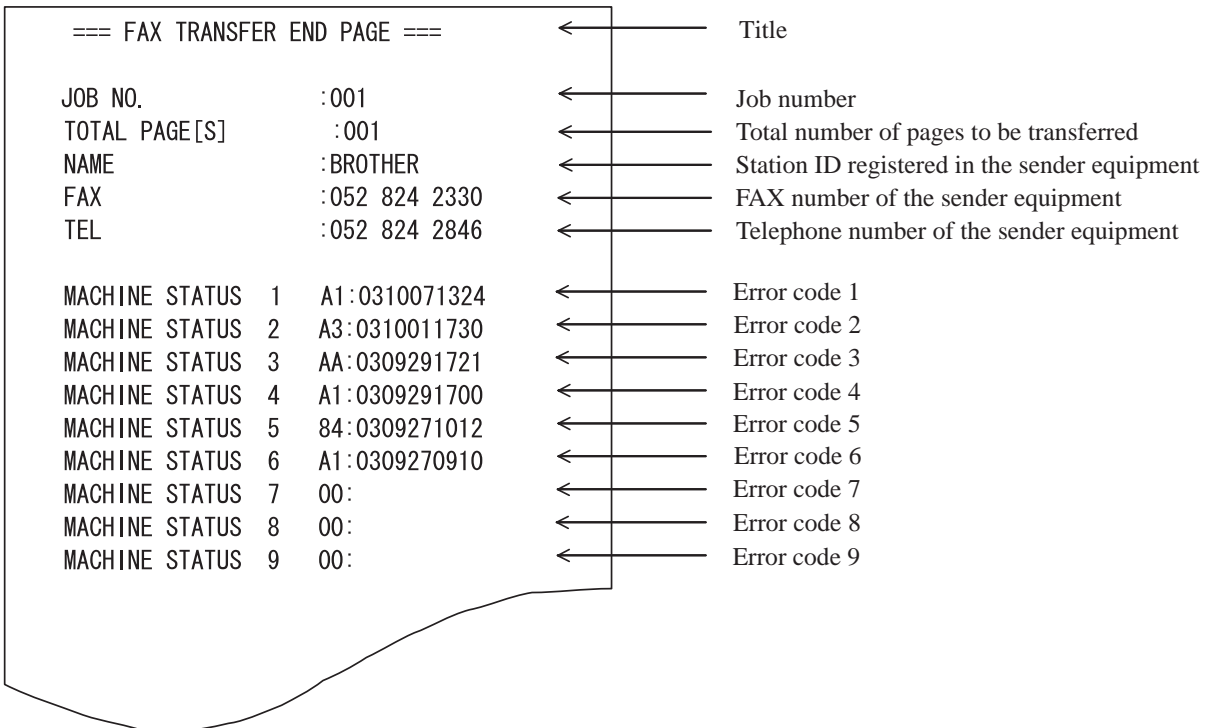 === FAX TRANSFER END PAGE === Title
JOB NO. :001 Job number
TOTAL PAGE[S] :001 Total number of pages to be transferred
NAME :BROTHER Station ID registered in the sender equipment
FAX :052 824 2330 FAX number of the sender equipment
TEL :052 824 2846 Telephone number of the sender equipment
MACHINE STATUS 1 A1:0310071324 Error code 1
MACHINE STATUS 2 A3:0310011730 Error code 2
MACHINE STATUS 3 AA:0309291721 Error code 3
MACHINE STATUS 4 A1:0309291700 Error code 4
MACHINE STATUS 5 84:0309271012 Error code 5
MACHINE STATUS 6 A1:0309270910 Error code 6
MACHINE STATUS 7 00: Error code 7
MACHINE STATUS 8 00: Error code 8
MACHINE STATUS 9 00: Error code 9